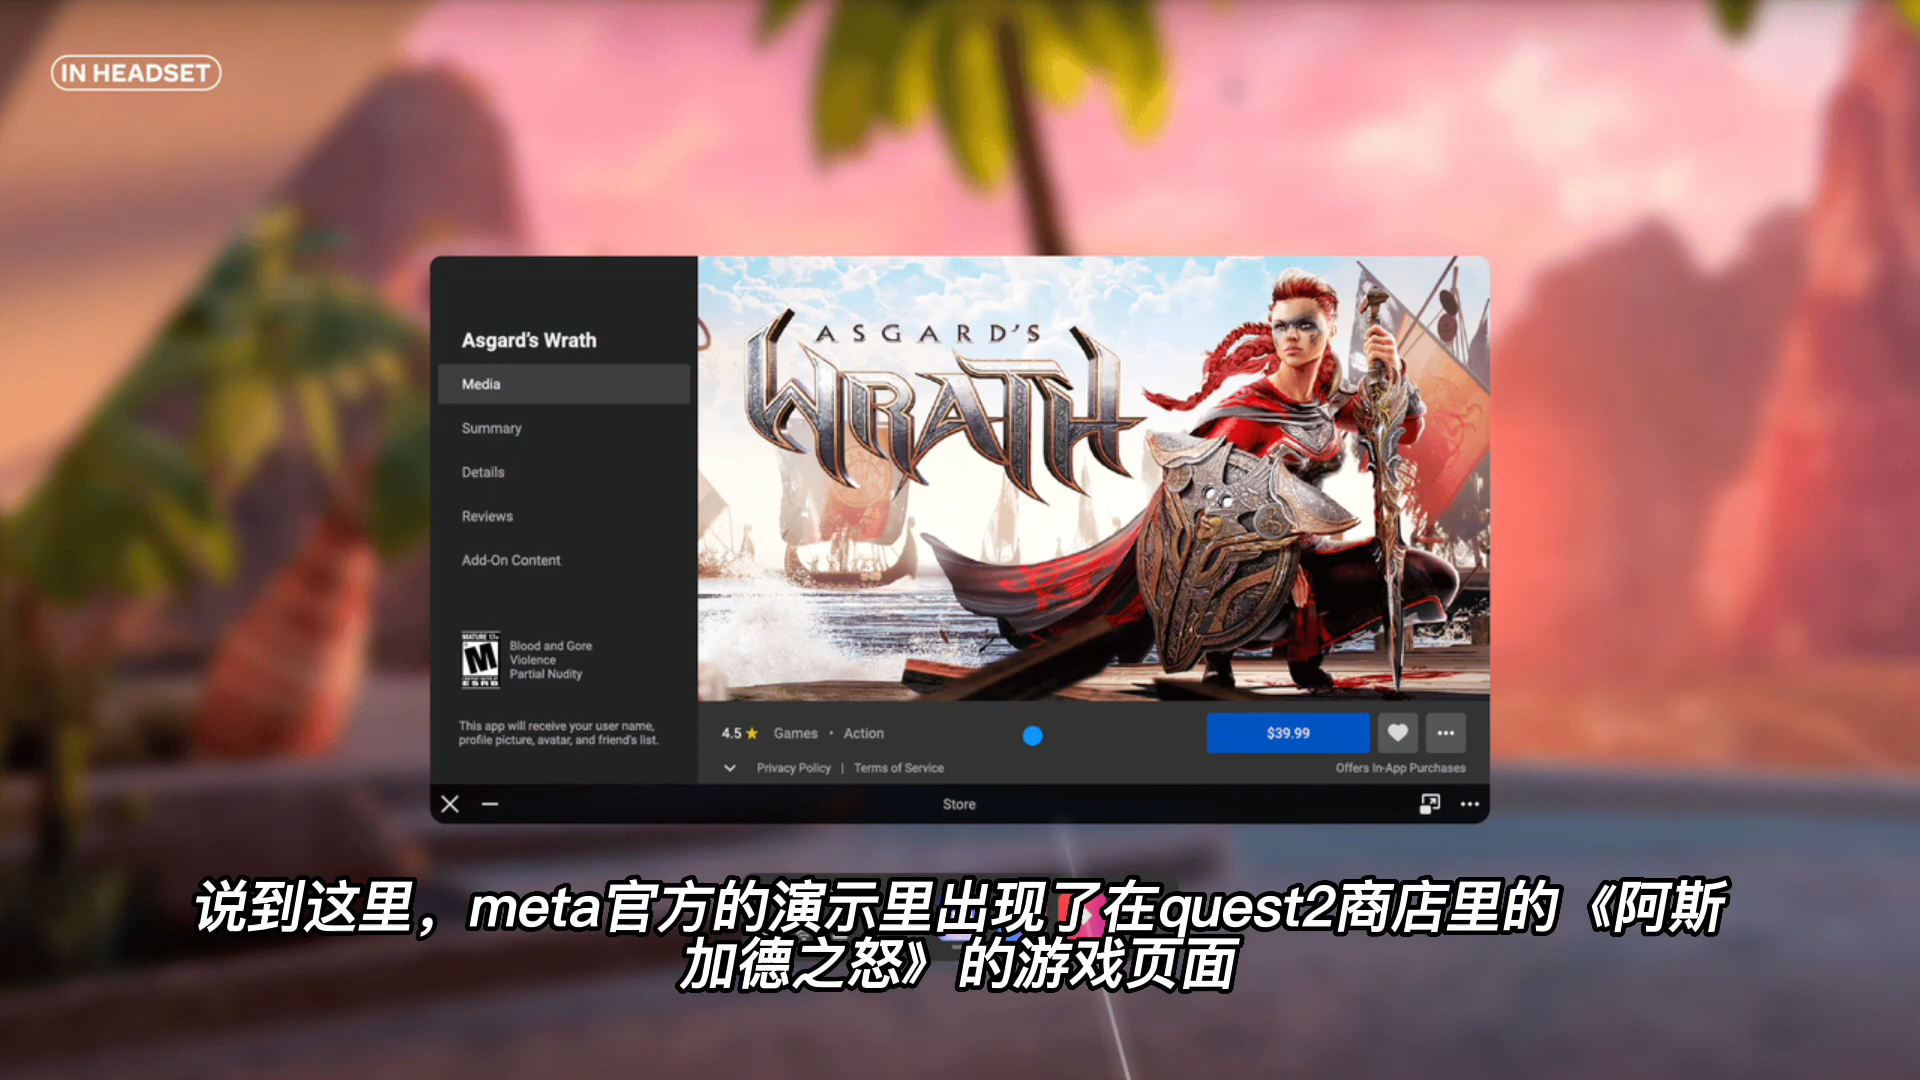 IN HEADSET
Asgard's Wrath
Media
Summary
Details
Reviews
Add-On Content
MATURE 17+
M
ESRB
Blood and Gore
Violence
Partial Nudity
This app will receive your user name,
profile picture, avatar, and friend's list.
ASGARD'S
WRATH
4.5 ★ Games • Action
$39.99
Privacy Policy | Terms of Service
Offers In-App Purchases
Store
说到这里，meta官方的演示里出现了在quest2商店里的《阿斯
加德之怒》的游戏页面